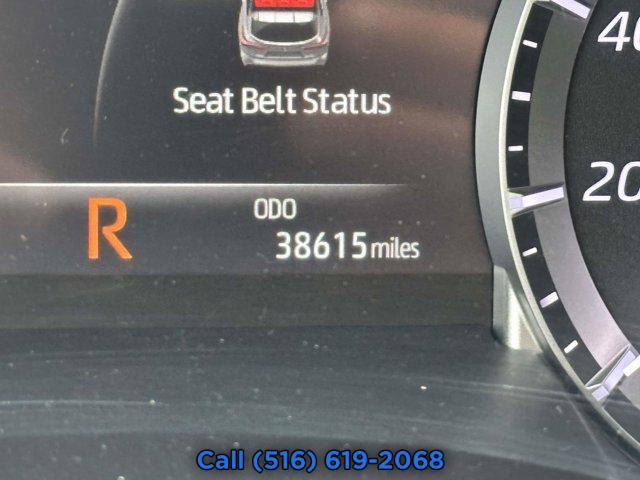 40
Seat Belt Status
20
R
ODO
38615 miles
Call (516) 619-2068